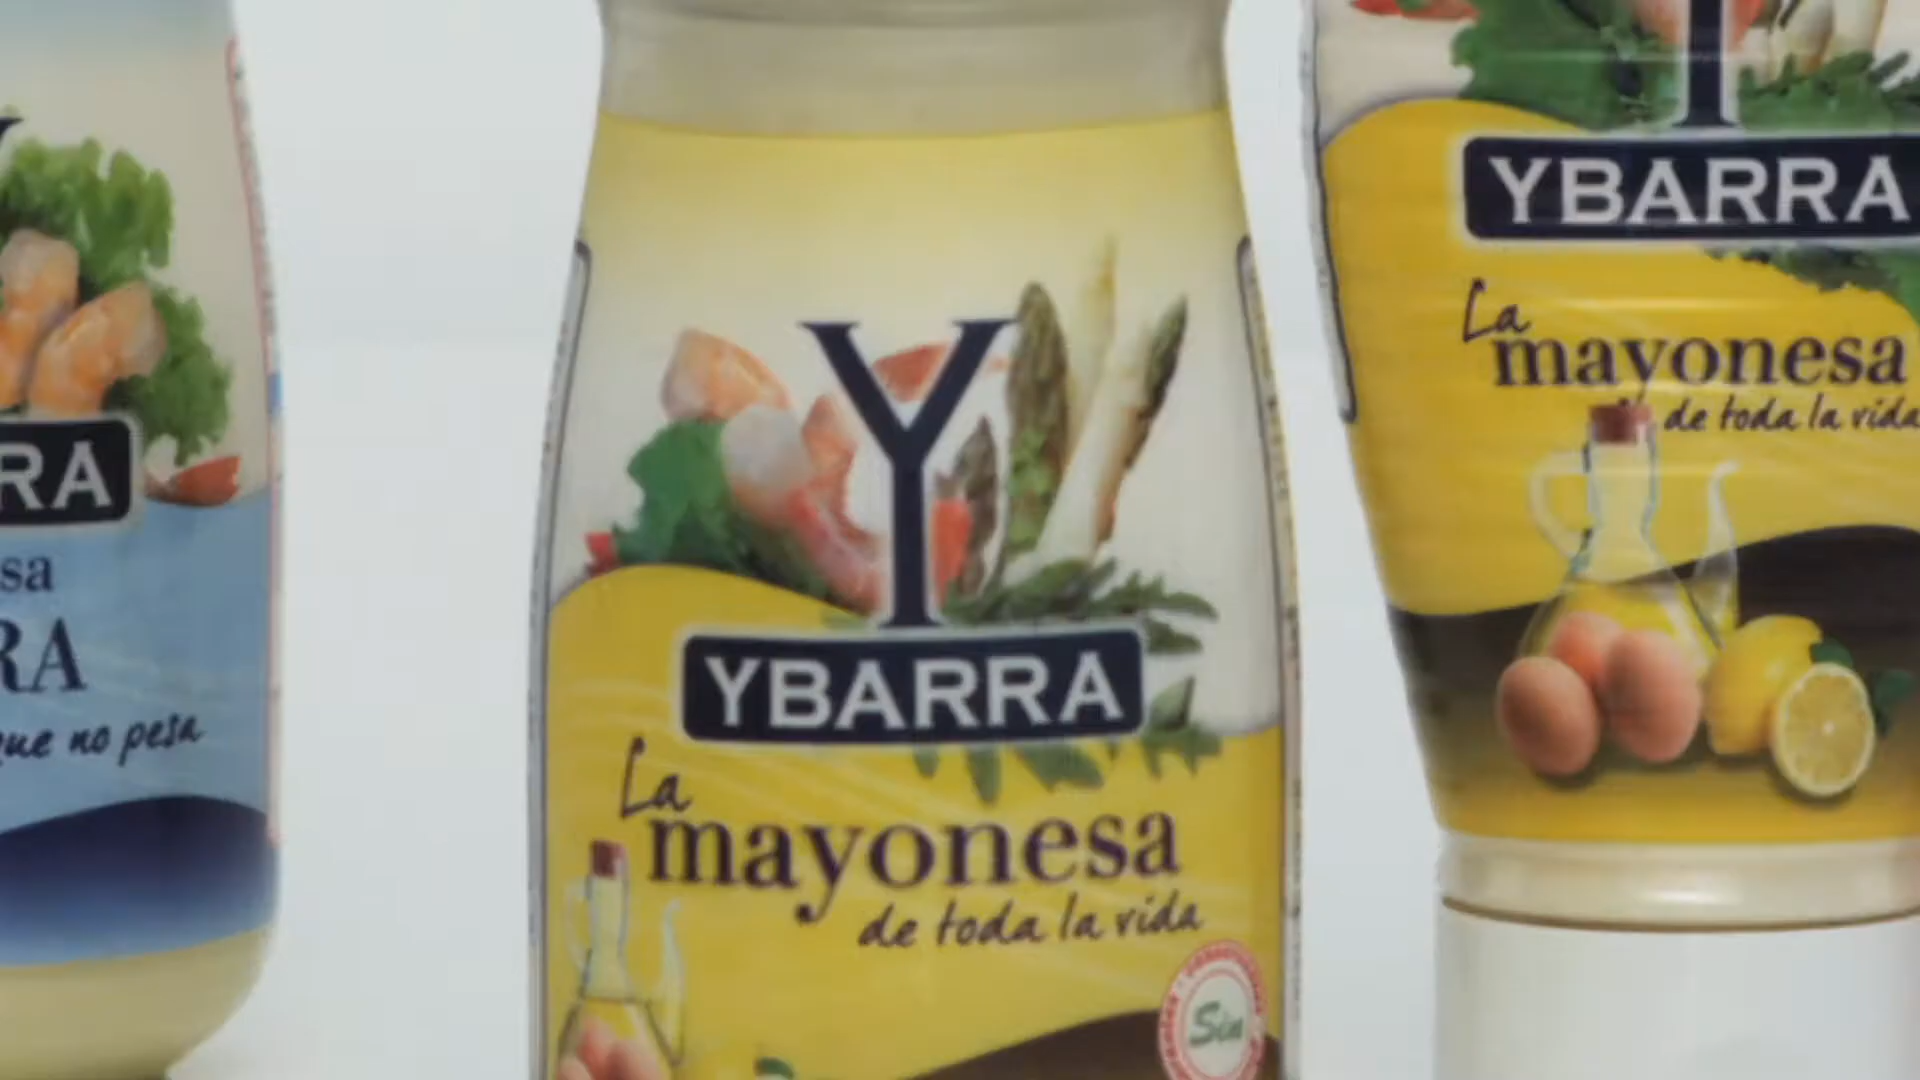 RA
sa
RA
que no pesa
Y
YBARRA
La
mayonesa
de toda la vida
Sin
Y
YBARRA
La
mayonesa
de toda la vida